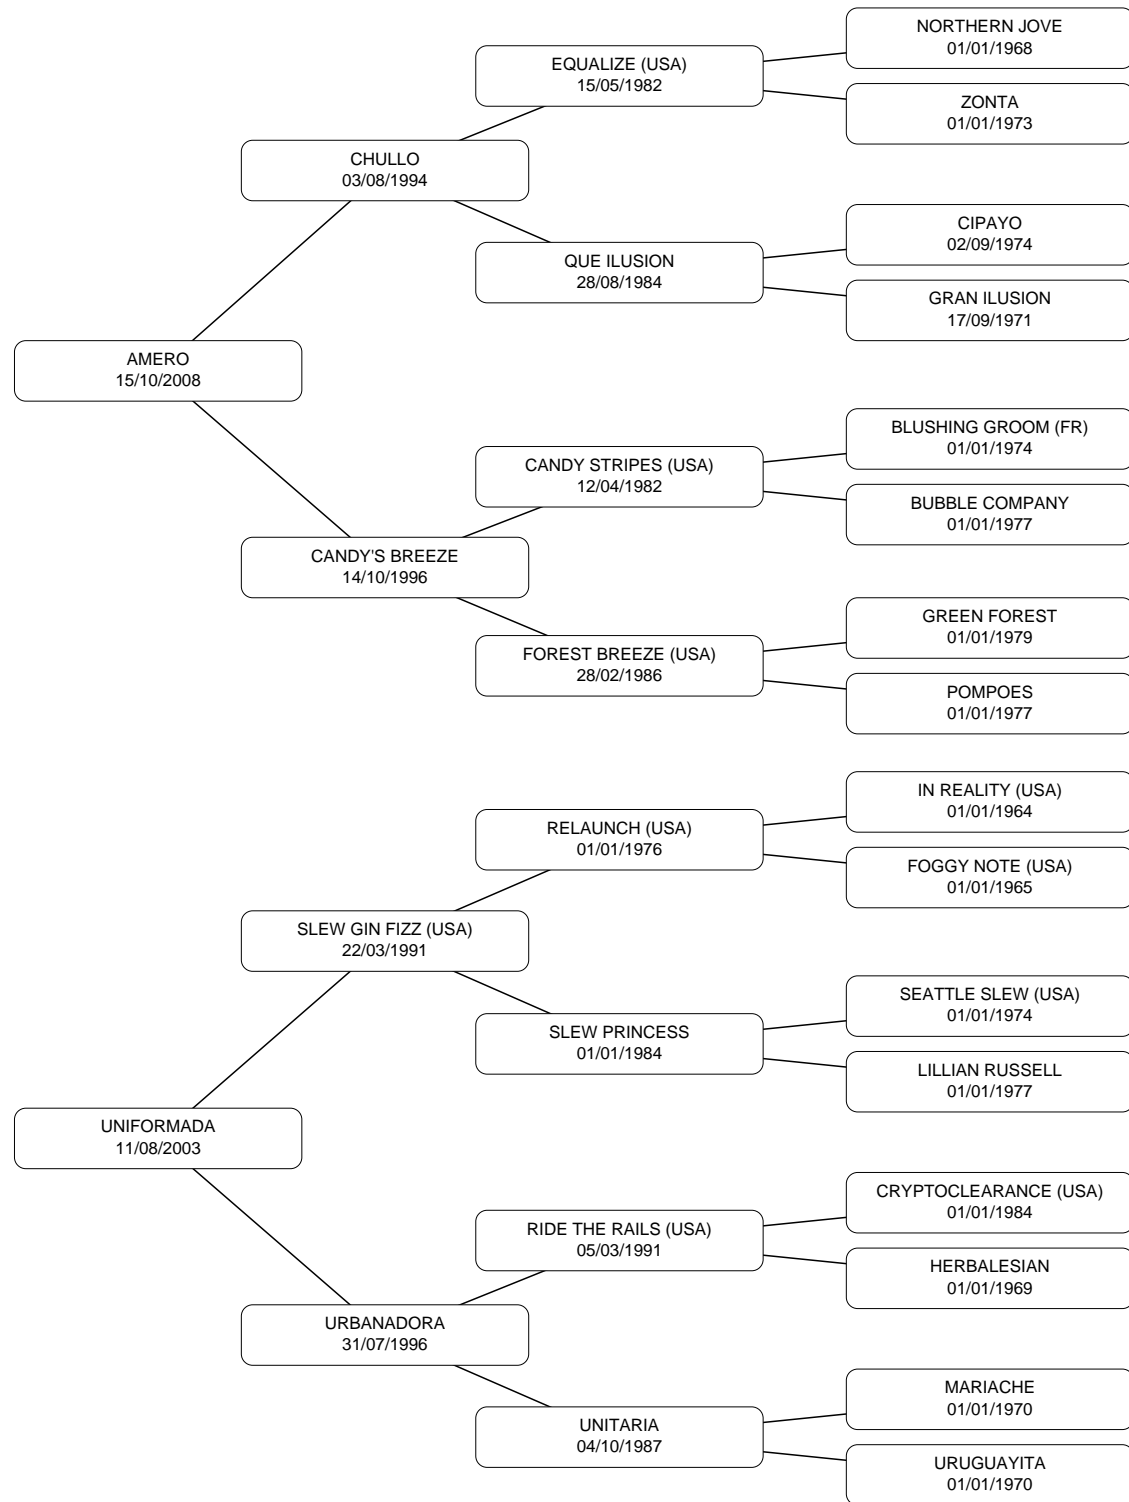 NORTHERN JOVE
01/01/1968
EQUALIZE (USA)
15/05/1982
ZONTA
01/01/1973
CHULLO
03/08/1994
CIPAYO
02/09/1974
QUE ILUSION
28/08/1984
GRAN ILUSION
17/09/1971
AMERO
15/10/2008
BLUSHING GROOM (FR)
01/01/1974
CANDY STRIPES (USA)
12/04/1982
BUBBLE COMPANY
01/01/1977
CANDY'S BREEZE
14/10/1996
GREEN FOREST
01/01/1979
FOREST BREEZE (USA)
28/02/1986
POMPOES
01/01/1977
IN REALITY (USA)
01/01/1964
RELAUNCH (USA)
01/01/1976
FOGGY NOTE (USA)
01/01/1965
SLEW GIN FIZZ (USA)
22/03/1991
SEATTLE SLEW (USA)
01/01/1974
SLEW PRINCESS
01/01/1984
LILLIAN RUSSELL
01/01/1977
UNIFORMADA
11/08/2003
CRYPTOCLEARANCE (USA)
01/01/1984
RIDE THE RAILS (USA)
05/03/1991
HERBALESIAN
01/01/1969
URBANADORA
31/07/1996
MARIACHE
01/01/1970
UNITARIA
04/10/1987
URUGUAYITA
01/01/1970